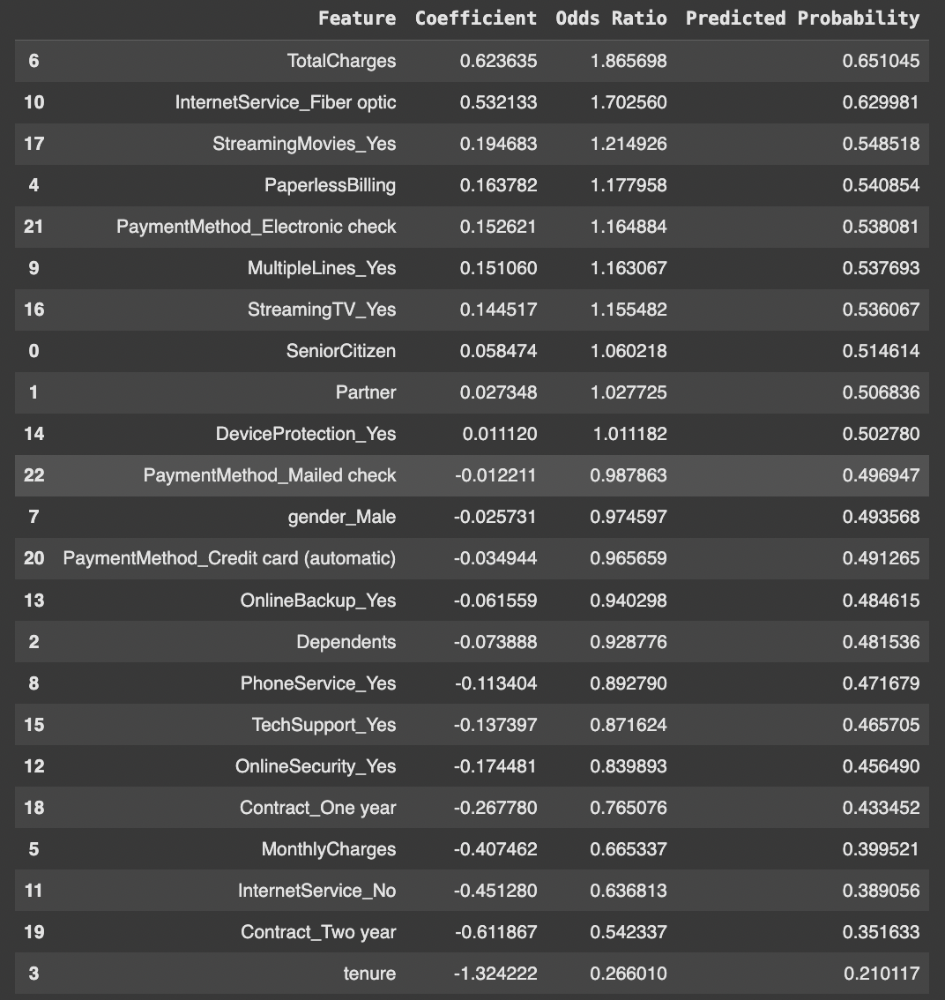 Feature Coefficient Odds Ratio Predicted Probability
6 TotalCharges 0.623635 1.865698 0.651045
10 InternetService_Fiber optic 0.532133 1.702560 0.629981
17 StreamingMovies_Yes 0.194683 1.214926 0.548518
4 PaperlessBilling 0.163782 1.177958 0.540854
21 PaymentMethod_Electronic check 0.152621 1.164884 0.538081
9 MultipleLines_Yes 0.151060 1.163067 0.537693
16 StreamingTV_Yes 0.144517 1.155482 0.536067
0 SeniorCitizen 0.058474 1.060218 0.514614
1 Partner 0.027348 1.027725 0.506836
14 DeviceProtection_Yes 0.011120 1.011182 0.502780
22 PaymentMethod_Mailed check -0.012211 0.987863 0.496947
7 gender_Male -0.025731 0.974597 0.493568
20 PaymentMethod_Credit card (automatic) -0.034944 0.965659 0.491265
13 OnlineBackup_Yes -0.061559 0.940298 0.484615
2 Dependents -0.073888 0.928776 0.481536
8 PhoneService_Yes -0.113404 0.892790 0.471679
15 TechSupport_Yes -0.137397 0.871624 0.465705
12 OnlineSecurity_Yes -0.174481 0.839893 0.456490
18 Contract_One year -0.267780 0.765076 0.433452
5 MonthlyCharges -0.407462 0.665337 0.399521
11 InternetService_No -0.451280 0.636813 0.389056
19 Contract_Two year -0.611867 0.542337 0.351633
3 tenure -1.324222 0.266010 0.210117